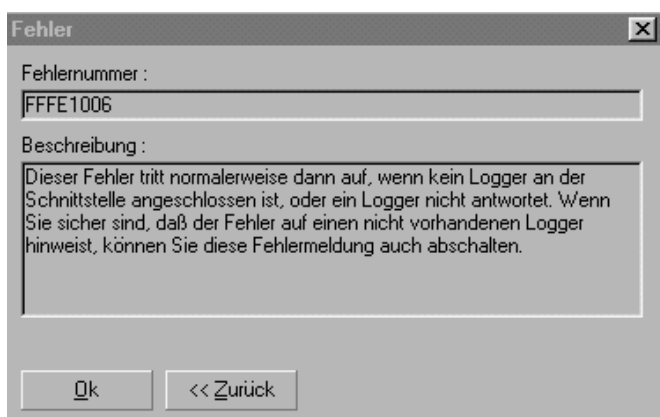 Fehler
Fehlernummer :
FFFE1006
Beschreibung :
Dieser Fehler tritt normalerweise dann auf, wenn kein Logger an der
Schnittstelle angeschlossen ist, oder ein Logger nicht antwortet. Wenn
Sie sicher sind, daß der Fehler auf einen nicht vorhandenen Logger
hinweist, können Sie diese Fehlermeldung auch abschalten.
Ok
<< Zurück